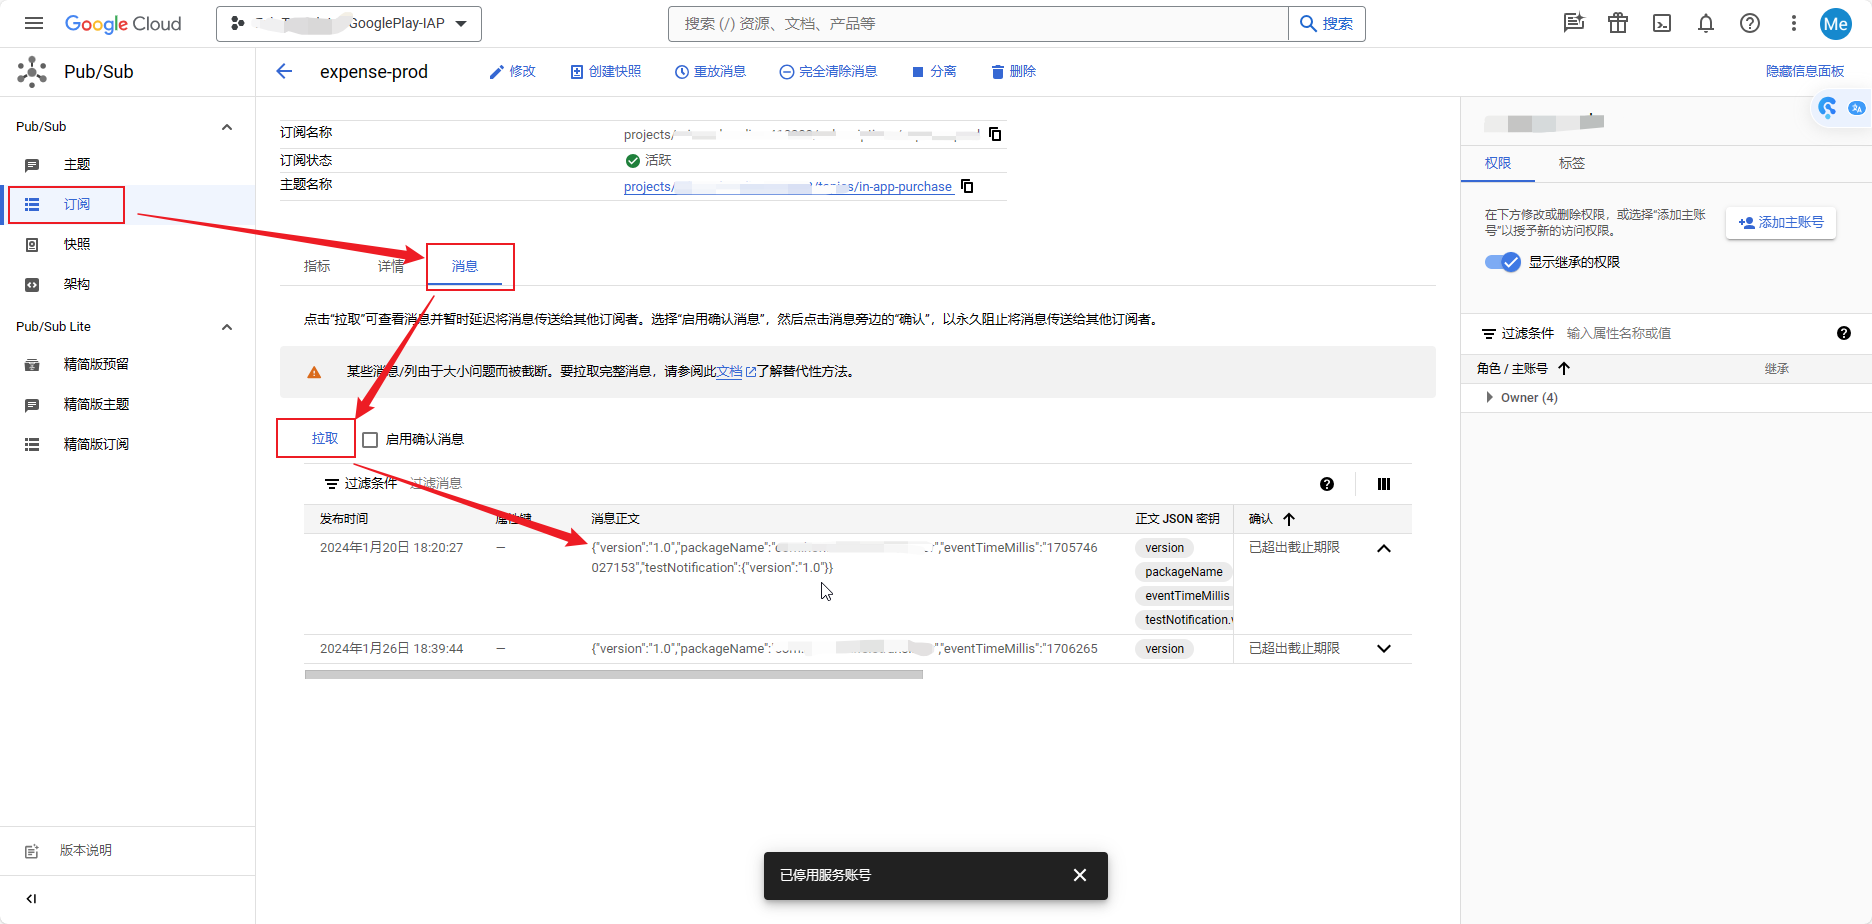 Google Cloud
GooglePlay-IAP
搜索 (/) 资源、文档、产品等
搜索
Me
Pub/Sub
expense-prod
修改
创建快照
重放消息
完全清除消息
分离
删除
隐藏信息面板
Pub/Sub
主题
订阅
快照
架构
Pub/Sub Lite
精简版预留
精简版主题
精简版订阅
版本说明
订阅名称
projects/
订阅状态
活跃
主题名称
projects/ /in-app-purchase
指标
详情
消息
点击“拉取”可查看消息并暂时延迟将消息传送给其他订阅者。选择“启用确认消息”，然后点击消息旁边的“确认”，以永久阻止将消息传送给其他订阅者。
某些消息/列由于大小问题而被截断。要拉取完整消息，请参阅此文档了解替代性方法。
拉取
启用确认消息
过滤条件 过滤消息
发布时间 属性键 消息正文 正文 JSON 密钥 确认
2024年1月20日 18:20:27 — {"version":"1.0","packageName":" ","eventTimeMillis":"1705746
027153","testNotification":{"version":"1.0"}}
version
packageName
eventTimeMillis
testNotification.
已超出截止期限
2024年1月26日 18:39:44 — {"version":"1.0","packageName": ","eventTimeMillis":"1706265
version
已超出截止期限
权限
标签
在下方修改或删除权限，或选择“添加主账
号”以授予新的访问权限。
添加主账号
显示继承的权限
过滤条件 输入属性名称或值
角色 / 主账号
继承
Owner (4)
已停用服务账号